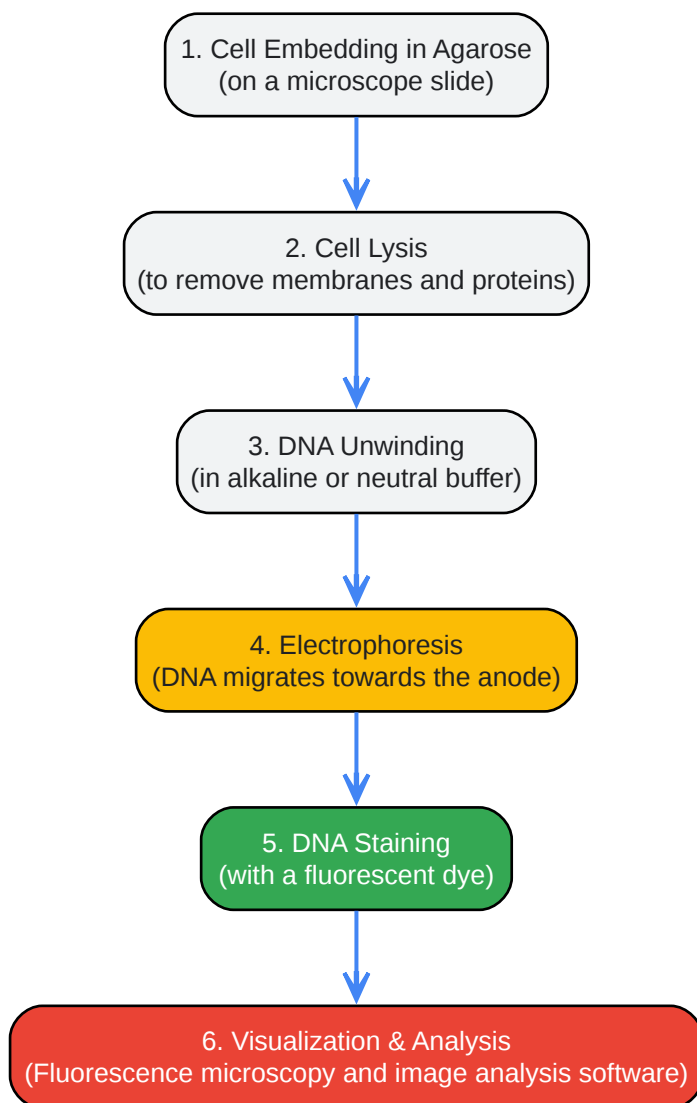 1. Cell Embedding in Agarose
(on a microscope slide)
2. Cell Lysis
(to remove membranes and proteins)
3. DNA Unwinding
(in alkaline or neutral buffer)
4. Electrophoresis
(DNA migrates towards the anode)
5. DNA Staining
(with a fluorescent dye)
6. Visualization & Analysis
(Fluorescence microscopy and image analysis software)